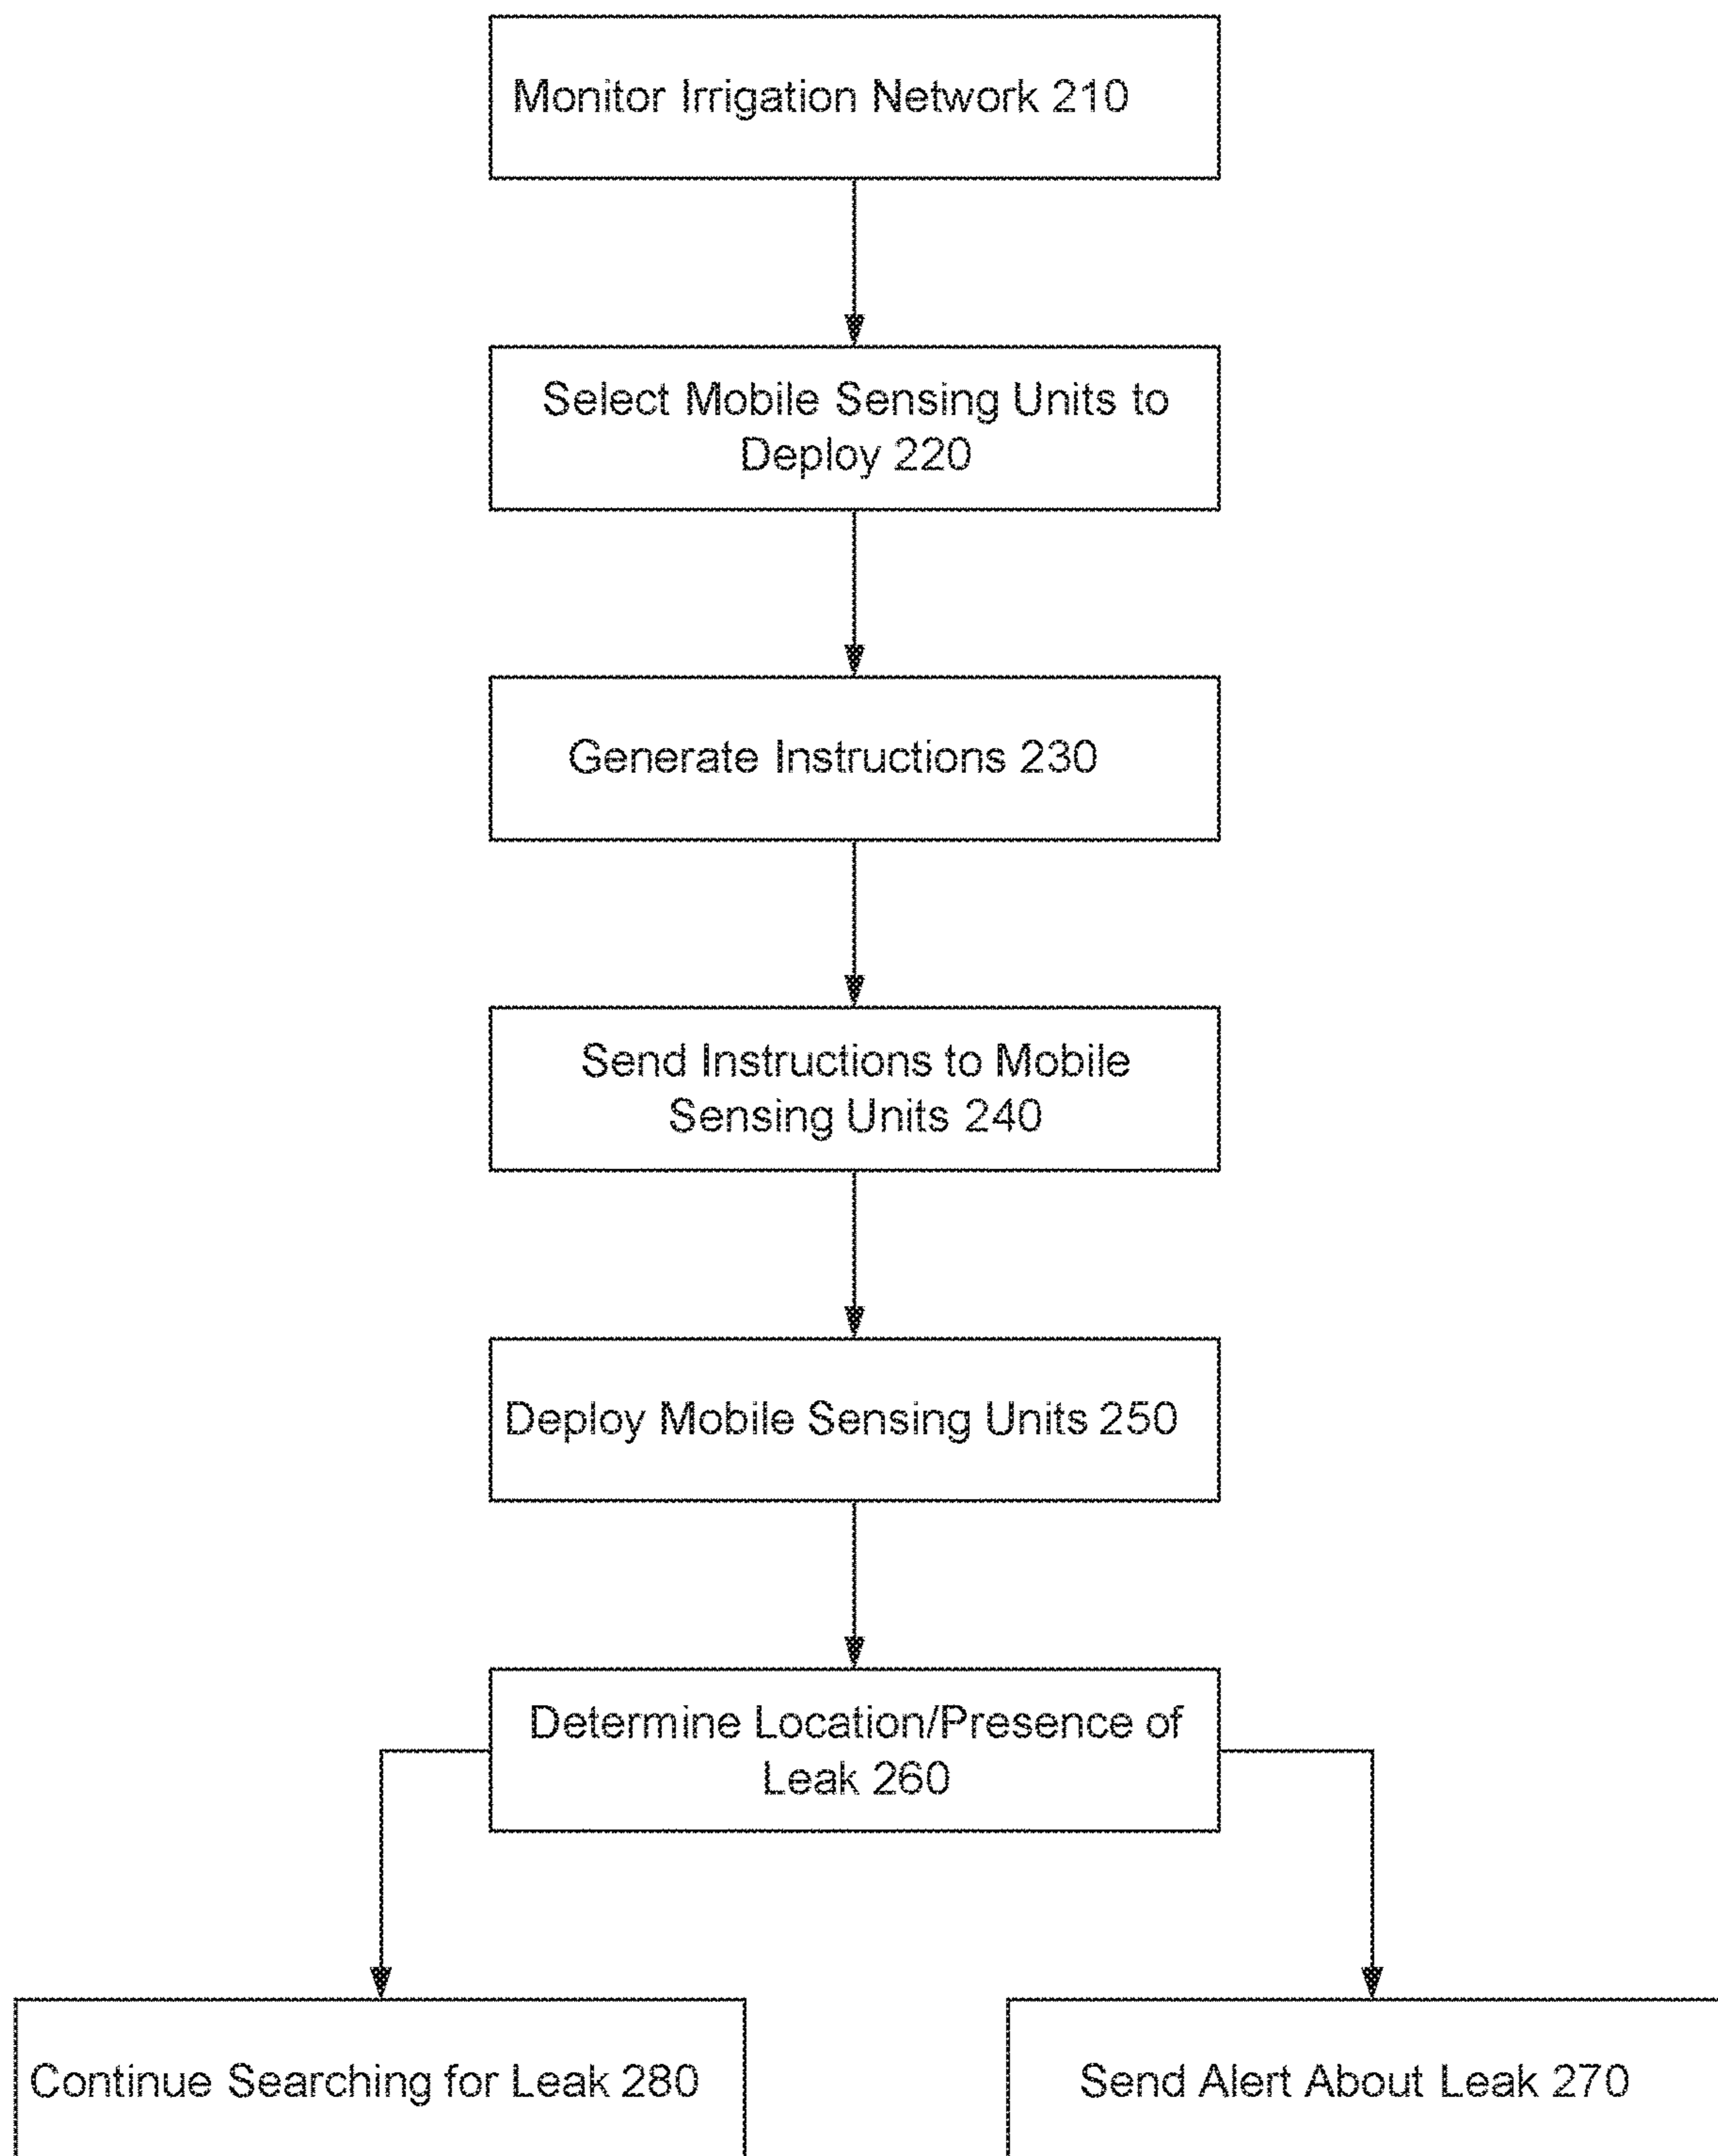 Monitor Irrigation Network 210
Select Mobile Sensing Units to
Deploy 220
Generate Instructions 230
Send Instructions to Mobile
Sensing Units 240
Deploy Mobile Sensing Units 250
Determine Location/Presence of
Leak 260
Continue Searching for Leak 280
Send Alert About Leak 270